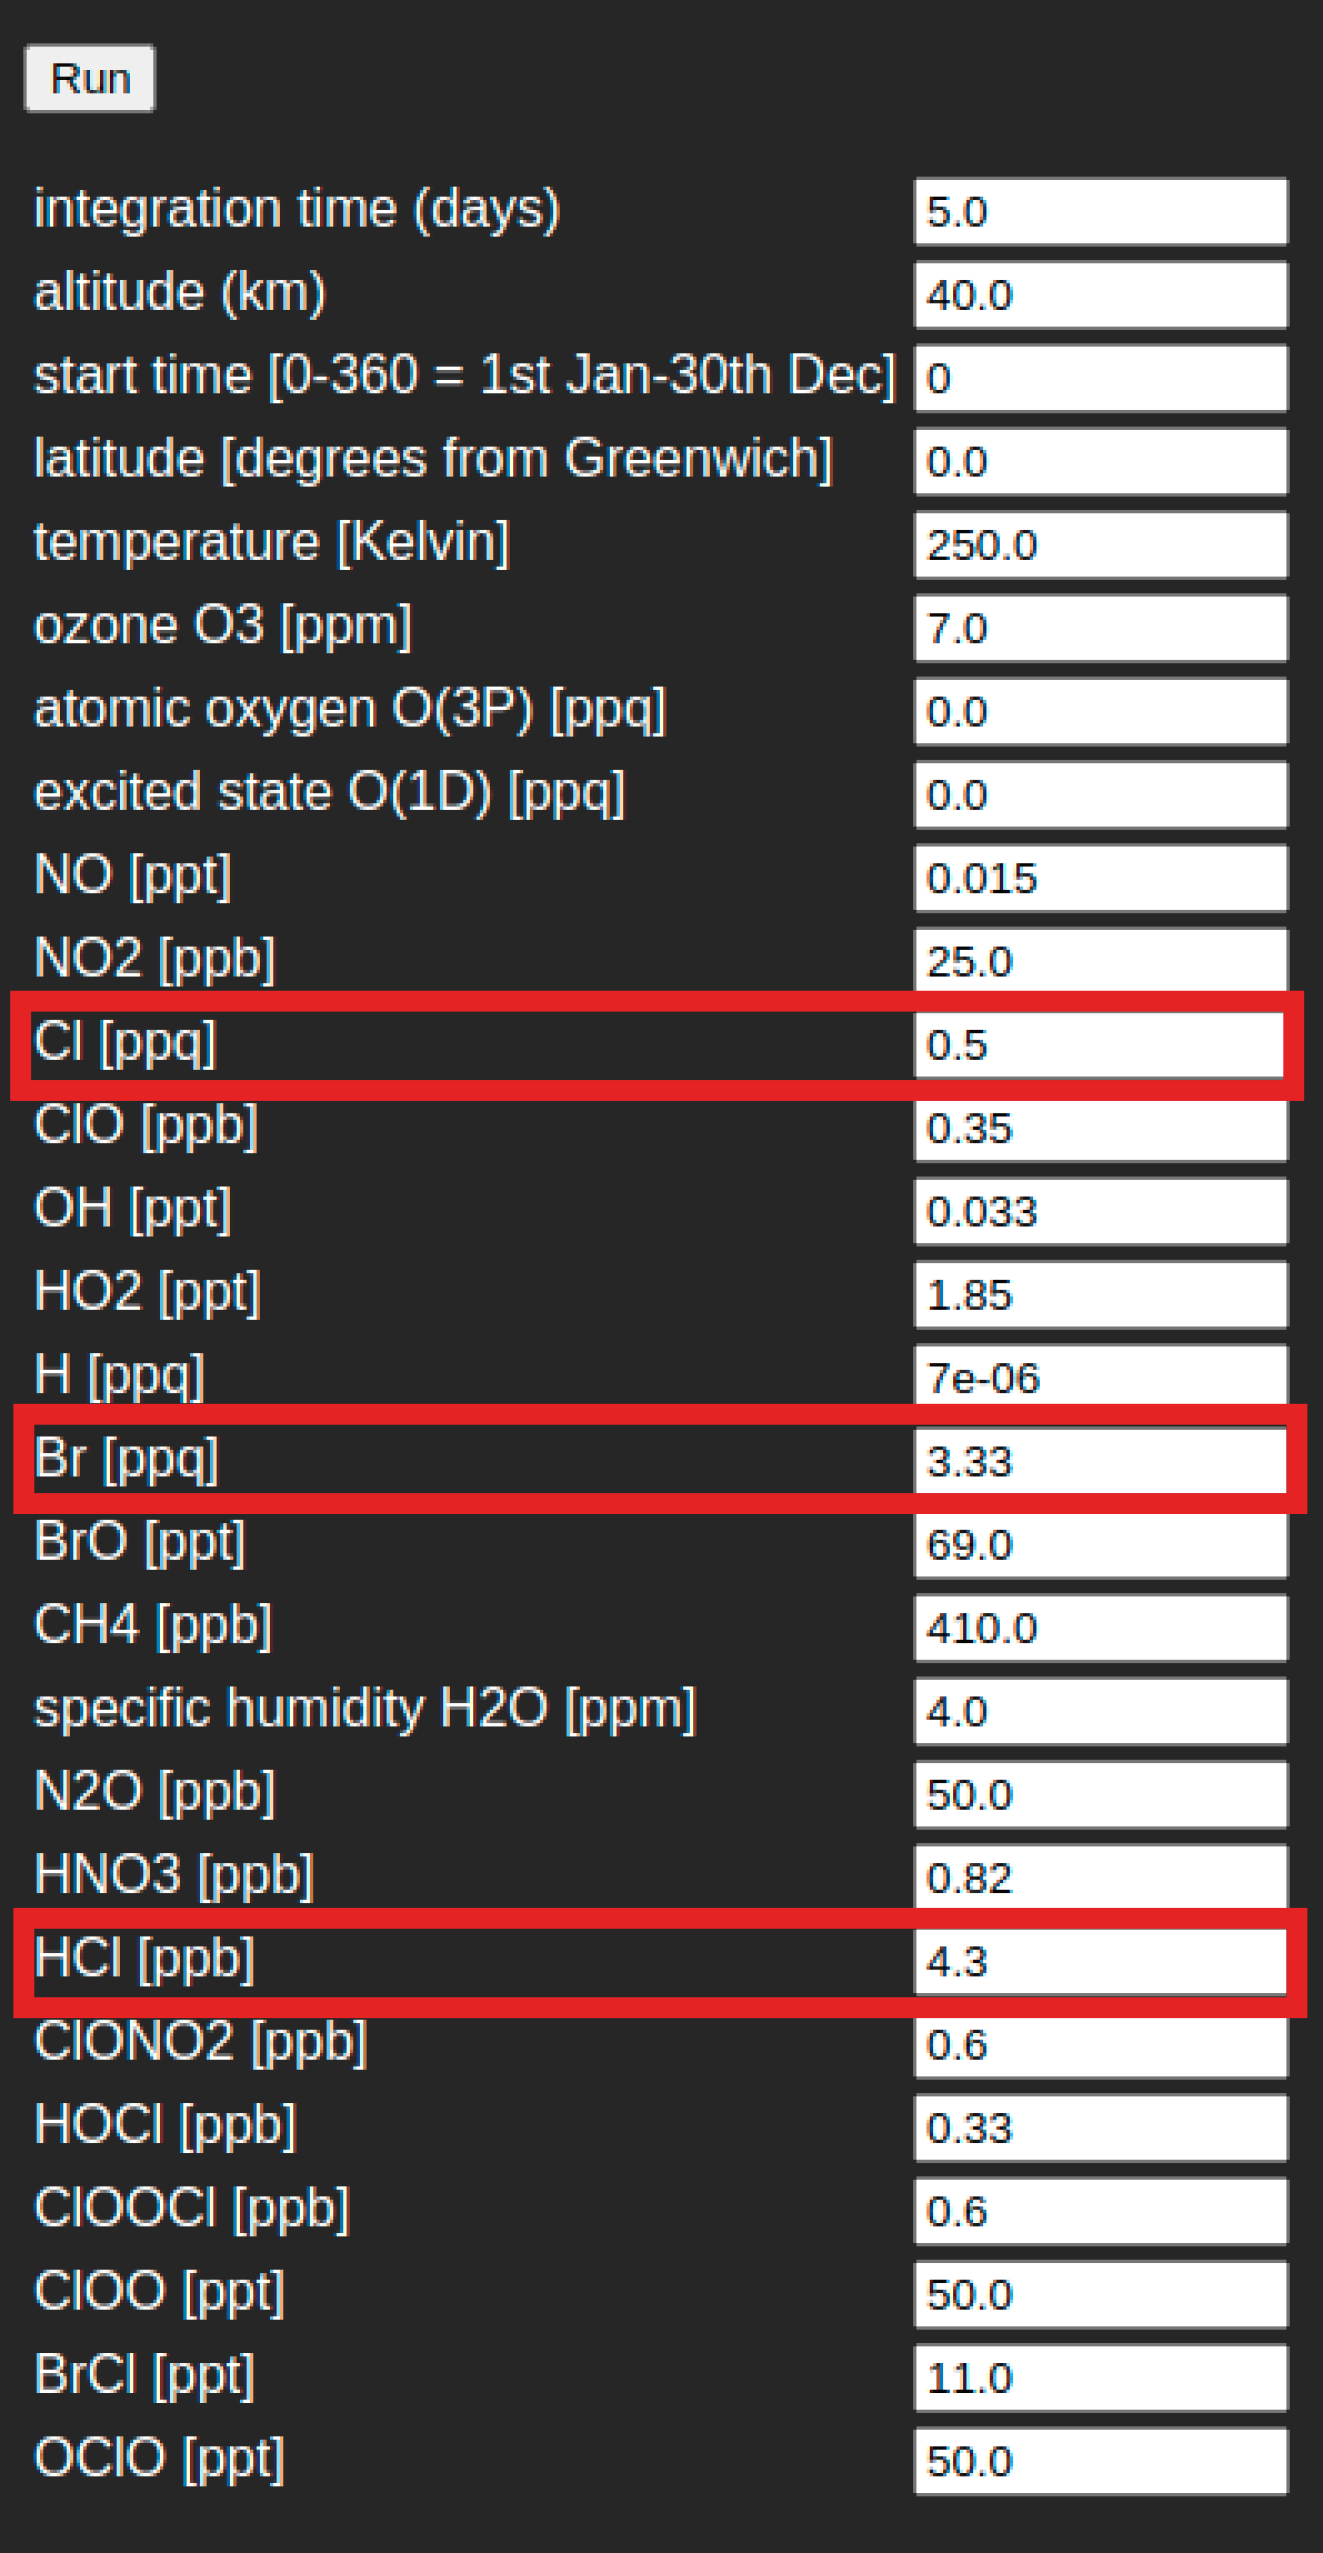 Run
integration time (days) 5.0
altitude (km) 40.0
start time [0-360 = 1st Jan-30th Dec] 0
latitude [degrees from Greenwich] 0.0
temperature [Kelvin] 250.0
ozone O3 [ppm] 7.0
atomic oxygen O(3P) [ppq] 0.0
excited state O(1D) [ppq] 0.0
NO [ppt] 0.015
NO2 [ppb] 25.0
Cl [ppq] 0.5
ClO [ppb] 0.35
OH [ppt] 0.033
HO2 [ppt] 1.85
H [ppq] 7e-06
Br [ppq] 3.33
BrO [ppt] 69.0
CH4 [ppb] 410.0
specific humidity H2O [ppm] 4.0
N2O [ppb] 50.0
HNO3 [ppb] 0.82
HCl [ppb] 4.3
ClONO2 [ppb] 0.6
HOCl [ppb] 0.33
ClOOCl [ppb] 0.6
ClOO [ppt] 50.0
BrCl [ppt] 11.0
OClO [ppt] 50.0